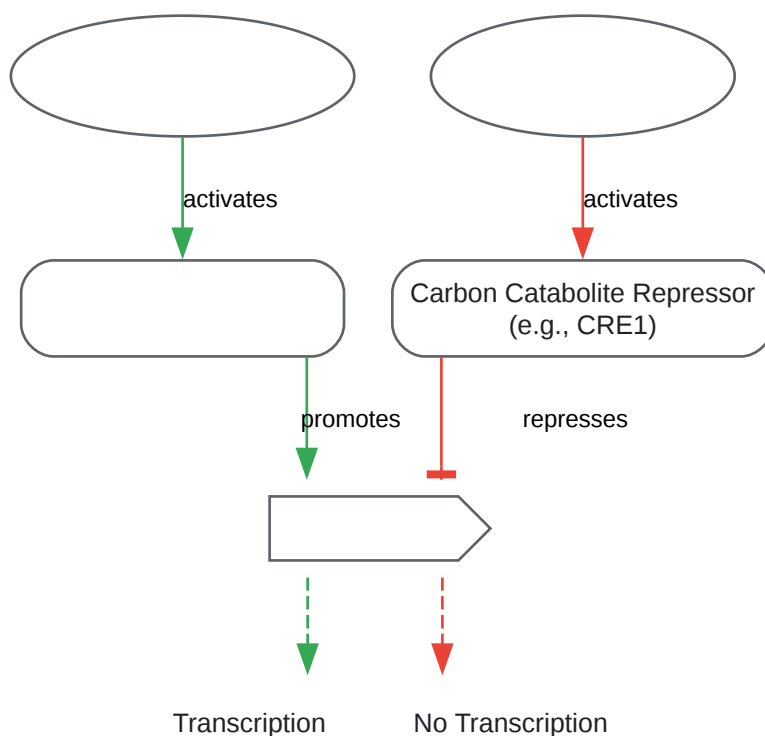 activates
activates
Carbon Catabolite Repressor
(e.g., CRE1)
promotes
represses
Transcription
No Transcription